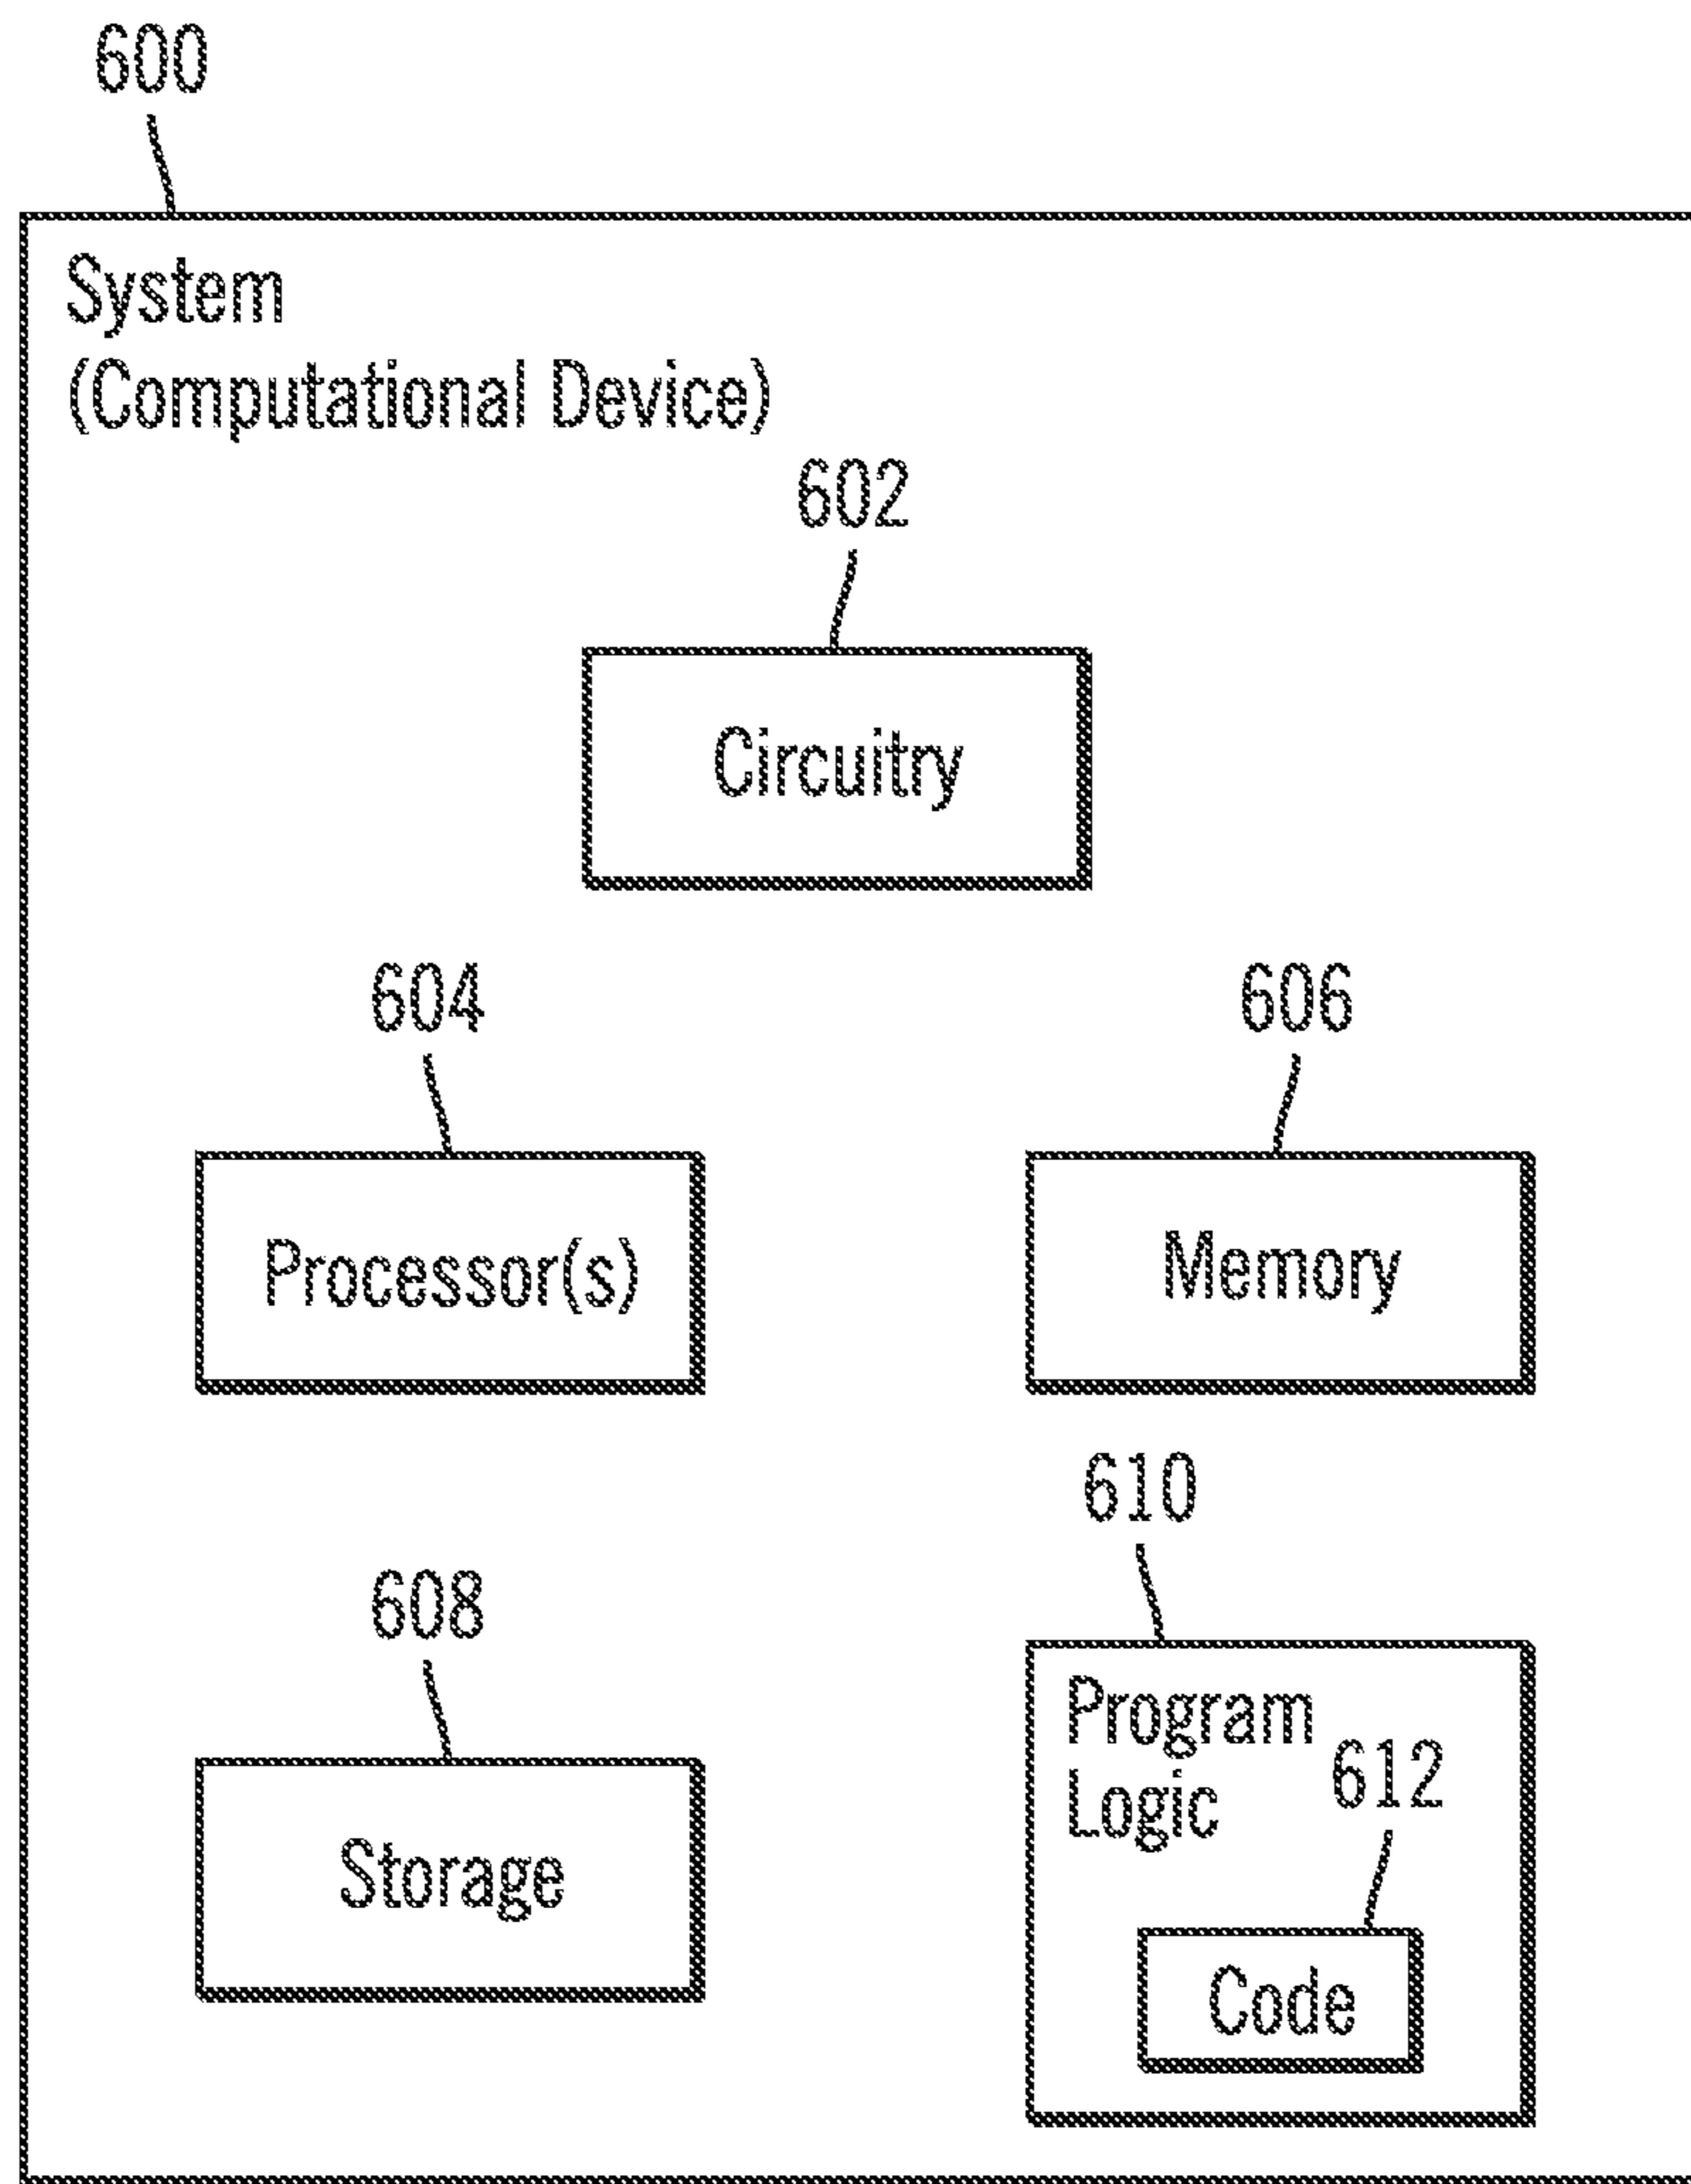 600
System
(Computational Device)
602
Circuitry
604
606
Processor(s)
Memory
610
608
Program
Logic
612
Storage
Code